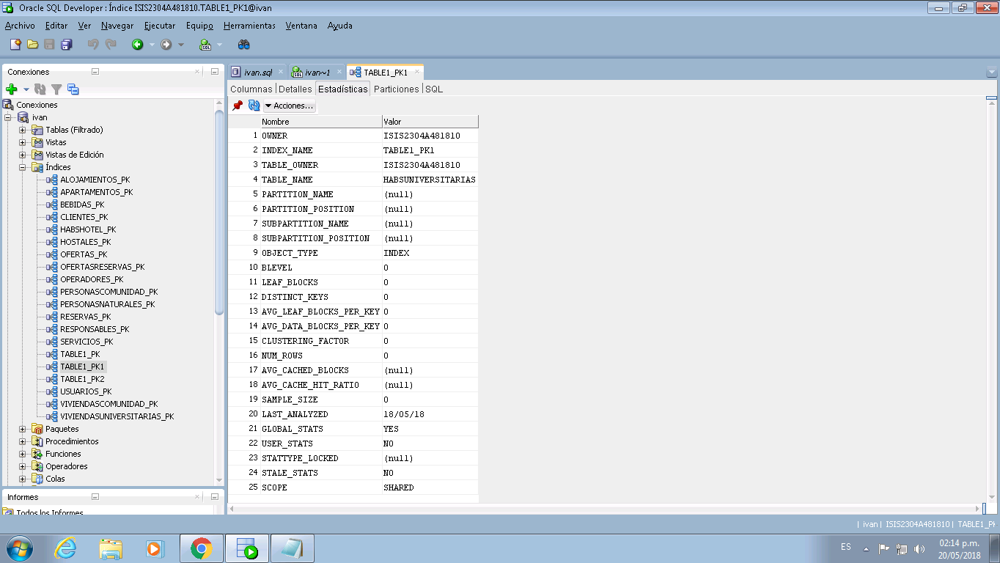 Oracle SQL Developer : Índice ISIS2304A481810.TABLE1_PK1@ivan
Archivo Editar Ver Navegar Ejecutar Equipo Herramientas Ventana Ayuda
Conexiones
Conexiones
ivan
Tablas (Filtrado)
Vistas
Vistas de Edición
Índices
ALOJAMIENTOS_PK
APARTAMENTOS_PK
BEBIDAS_PK
CLIENTES_PK
HABSHOTEL_PK
HOSTALES_PK
OFERTAS_PK
OFERTASRESERVAS_PK
OPERADORES_PK
PERSONASCOMUNIDAD_PK
PERSONASNATURALES_PK
RESERVAS_PK
RESPONSABLES_PK
SERVICIOS_PK
TABLE1_PK
TABLE1_PK1
TABLE1_PK2
USUARIOS_PK
VIVIENDASCOMUNIDAD_PK
VIVIENDASUNIVERSITARIAS_PK
Paquetes
Procedimientos
Funciones
Operadores
Colas
Informes
Todos los Informes
ivan.sql ivan~1 TABLE1_PK1
Columnas Detalles Estadísticas Particiones SQL
Acciones...
Nombre Valor
1 OWNER ISIS2304A481810
2 INDEX_NAME TABLE1_PK1
3 TABLE_OWNER ISIS2304A481810
4 TABLE_NAME HABSUNIVERSITARIAS
5 PARTITION_NAME (null)
6 PARTITION_POSITION (null)
7 SUBPARTITION_NAME (null)
8 SUBPARTITION_POSITION (null)
9 OBJECT_TYPE INDEX
10 BLEVEL 0
11 LEAF_BLOCKS 0
12 DISTINCT_KEYS 0
13 AVG_LEAF_BLOCKS_PER_KEY 0
14 AVG_DATA_BLOCKS_PER_KEY 0
15 CLUSTERING_FACTOR 0
16 NUM_ROWS 0
17 AVG_CACHED_BLOCKS (null)
18 AVG_CACHE_HIT_RATIO (null)
19 SAMPLE_SIZE 0
20 LAST_ANALYZED 18/05/18
21 GLOBAL_STATS YES
22 USER_STATS NO
23 STATTYPE_LOCKED (null)
24 STALE_STATS NO
25 SCOPE SHARED
| ivan | ISIS2304A481810 | TABLE1_PK
ES
02:14 p.m.
20/05/2018